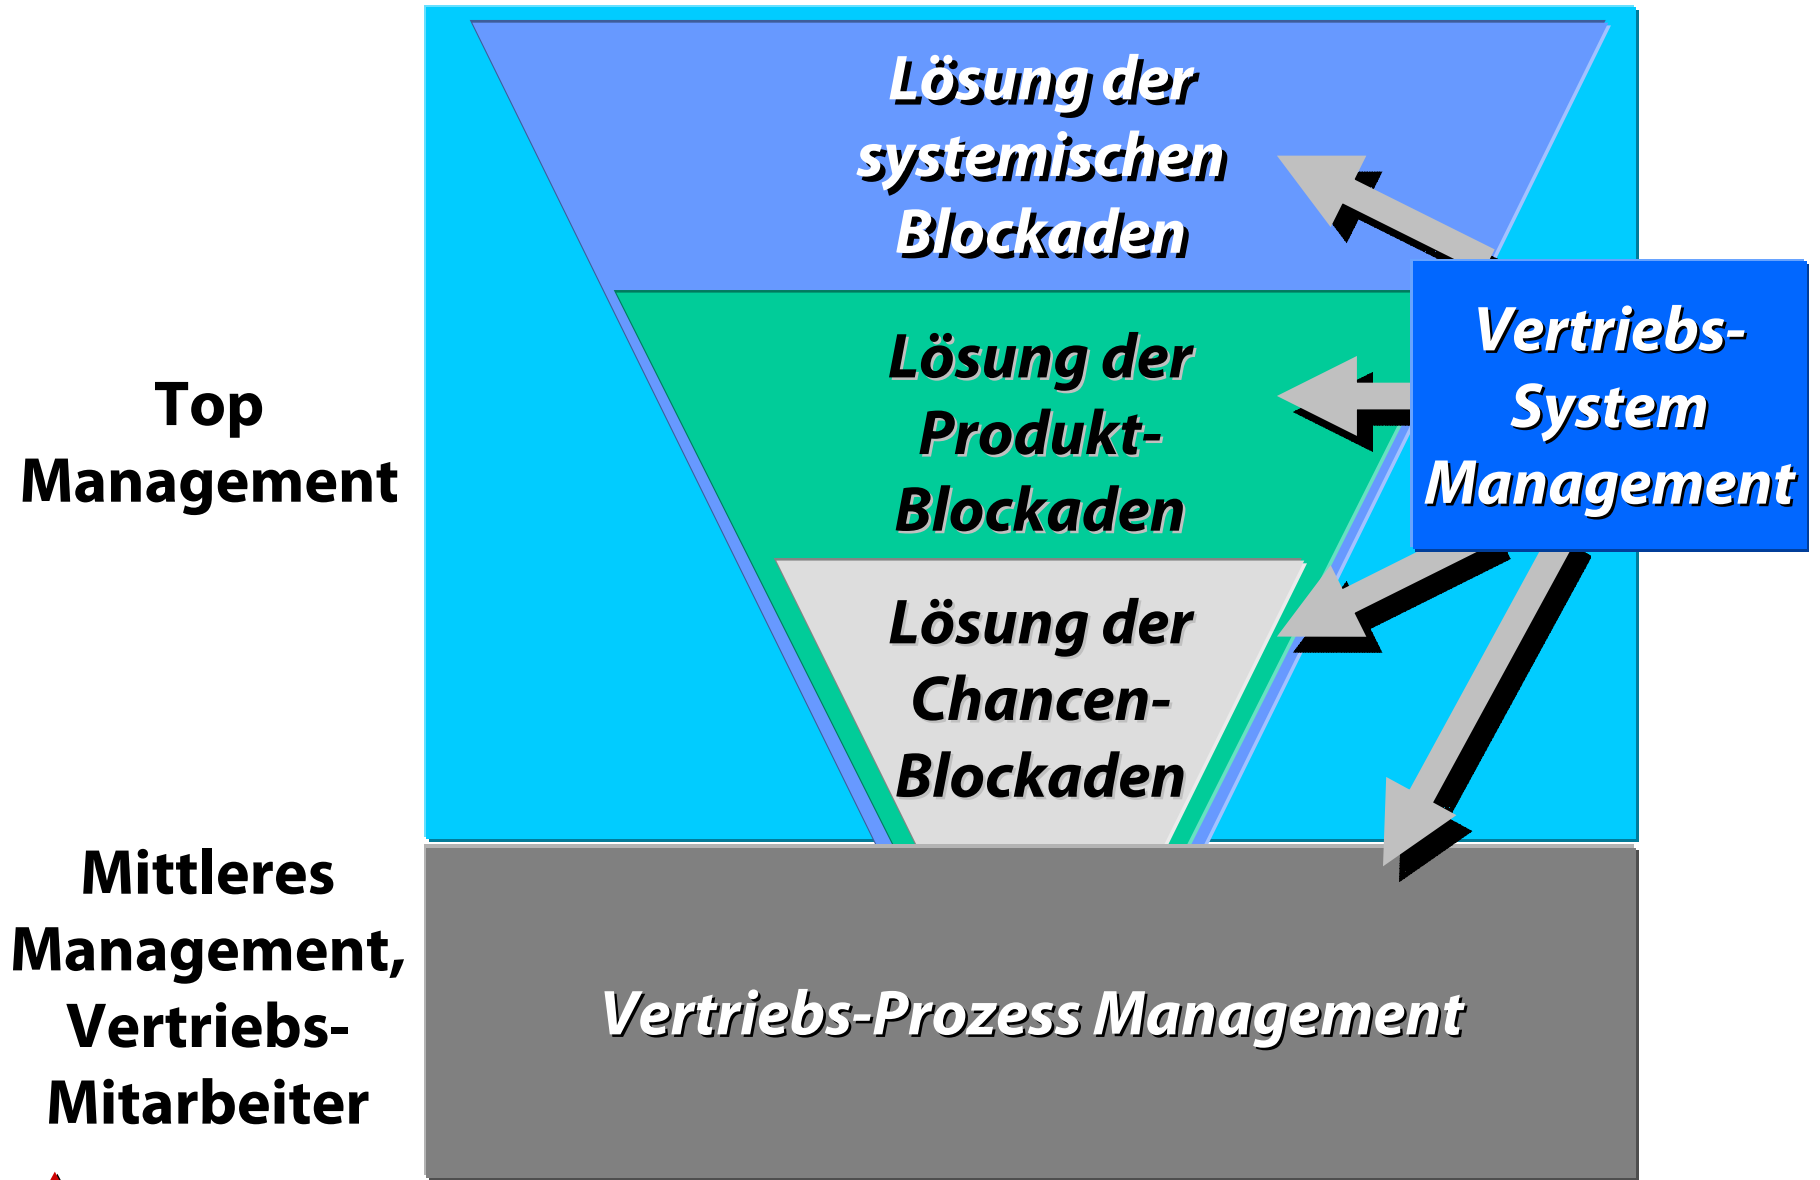 Lösung der
systemischen
Blockaden
Lösung der
Produkt-
Blockaden
Lösung der
Chancen-
Blockaden
Vertriebs-
System
Management
Top
Management
Mittleres
Management,
Vertriebs-
Mitarbeiter
Vertriebs-Prozess Management